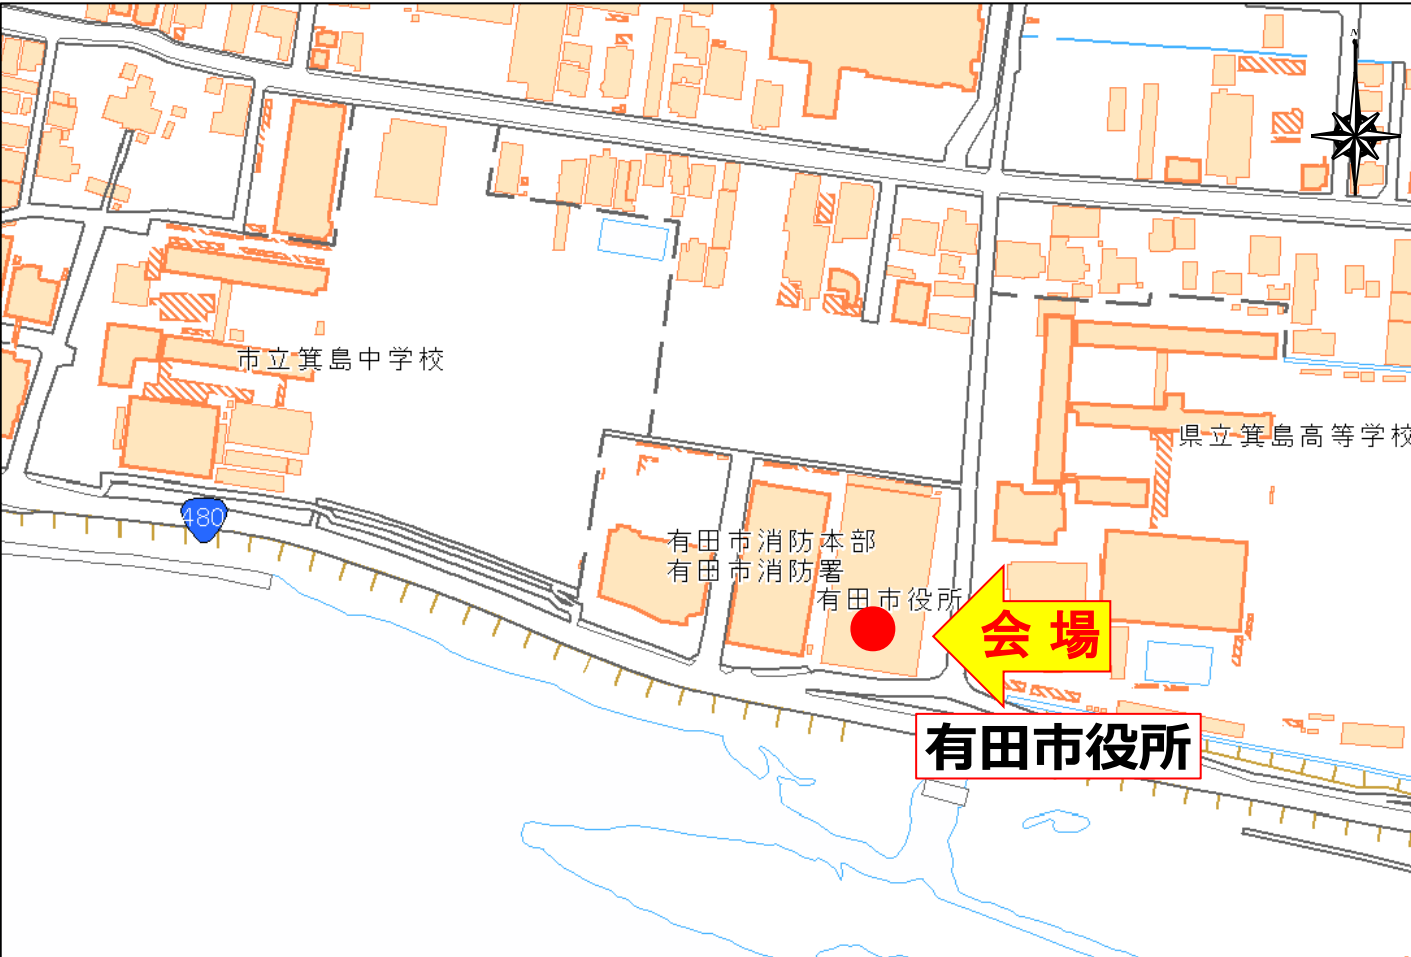 N
市立箕島中学校
県立箕島高等学校
480
有田市消防本部
有田市消防署
有田市役所
会場
有田市役所